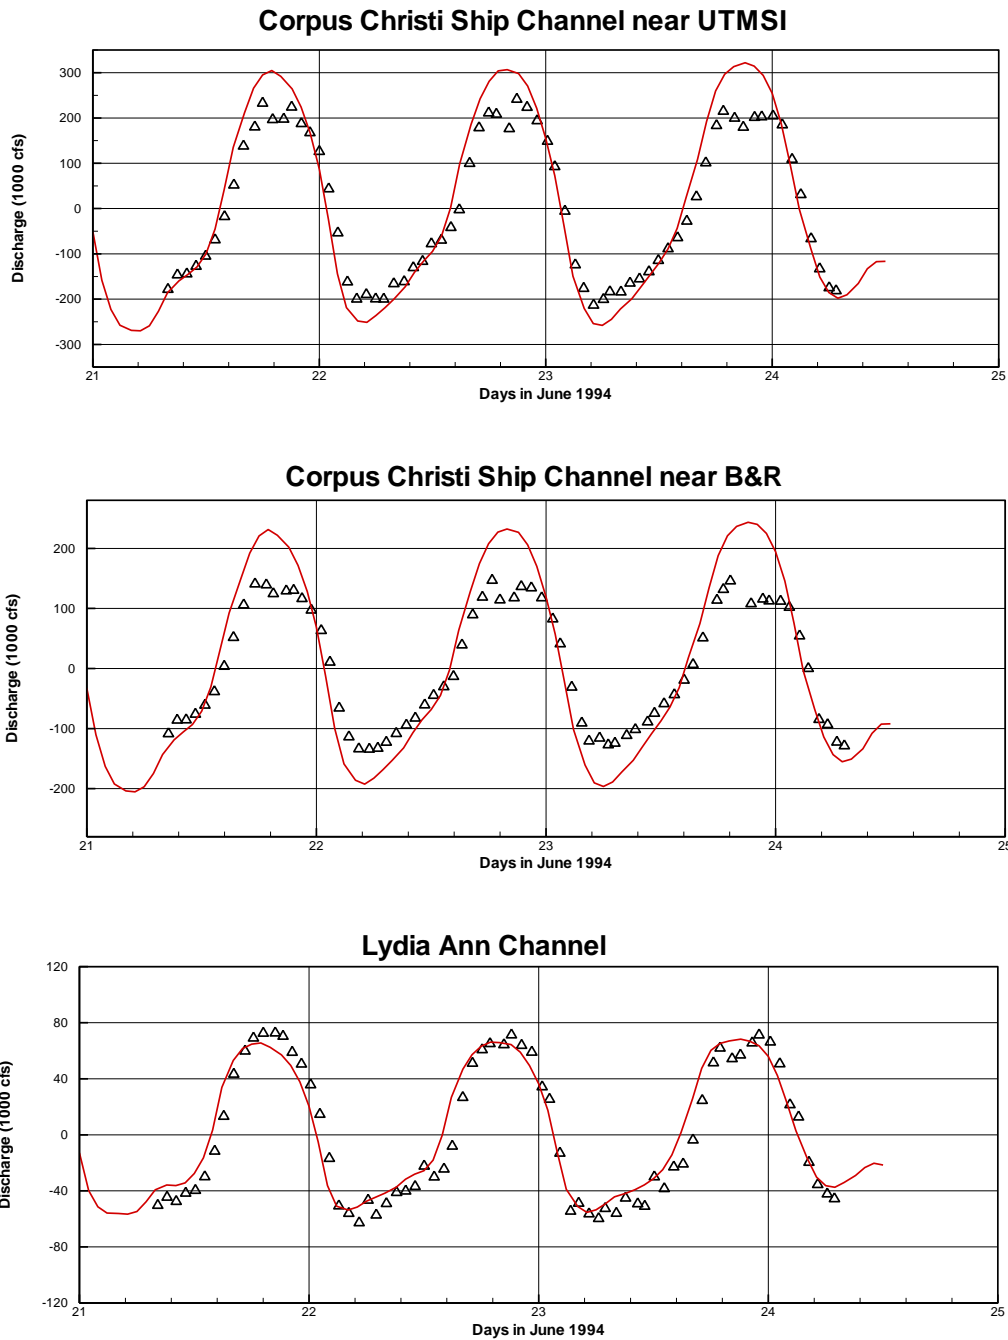 Corpus Christi Ship Channel near UTMSI
300
200
100
0
-100
-200
-300
Discharge (1000 cfs)
21 22 23 24 25
Days in June 1994
Corpus Christi Ship Channel near B&R
200
100
0
-100
-200
Discharge (1000 cfs)
21 22 23 24 25
Days in June 1994
Lydia Ann Channel
120
80
40
0
-40
-80
-120
Discharge (1000 cfs)
21 22 23 24 25
Days in June 1994